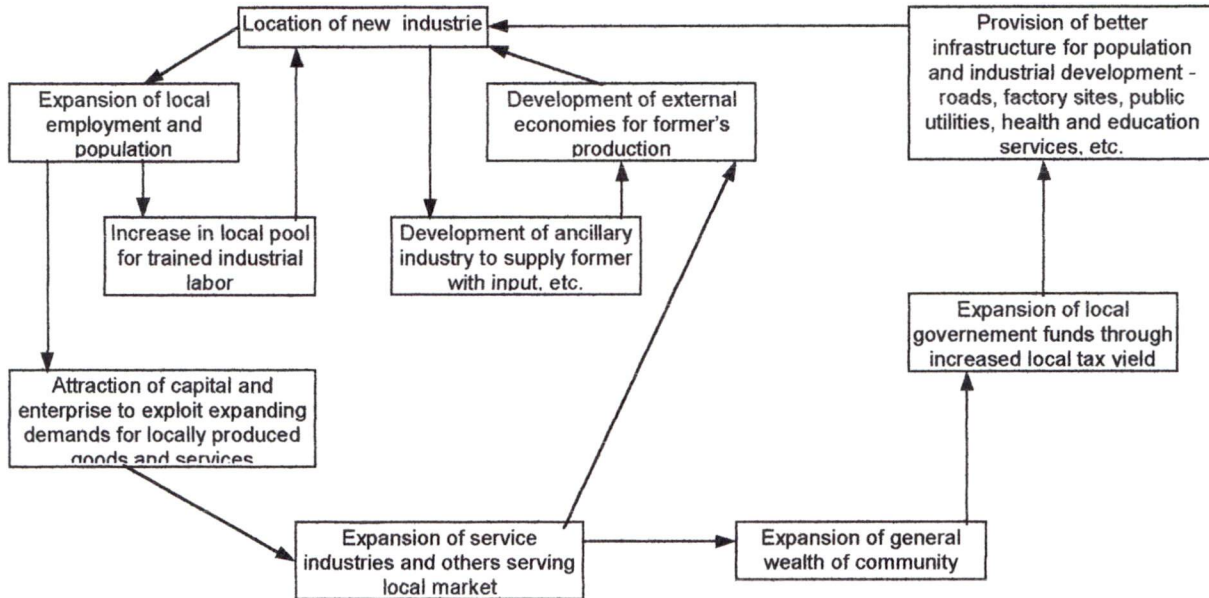 Location of new industrie
Provision of better
infrastructure for population
and industrial development -
roads, factory sites, public
utilities, health and education
services, etc.
Expansion of local
employment and
population
Development of external
economies for former's
production
Increase in local pool
for trained industrial
labor
Development of ancillary
industry to supply former
with input, etc.
Expansion of local
governement funds through
increased local tax yield
Attraction of capital and
enterprise to exploit expanding
demands for locally produced
goods and services
Expansion of service
industries and others serving
local market
Expansion of general
wealth of community